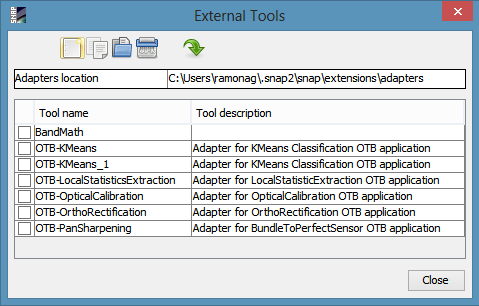 SNAP
External Tools
Adapters location C:\Users\ramonag\.snap2\snap\extensions\adapters
Tool name Tool description
BandMath
OTB-KMeans Adapter for KMeans Classification OTB application
OTB-KMeans_1 Adapter for KMeans Classification OTB application
OTB-LocalStatisticsExtraction Adapter for LocalStatisticExtraction OTB application
OTB-OpticalCalibration Adapter for OpticalCalibration OTB application
OTB-OrthoRectification Adapter for OrthoRectification OTB application
OTB-PanSharpening Adapter for BundleToPerfectSensor OTB application
Close